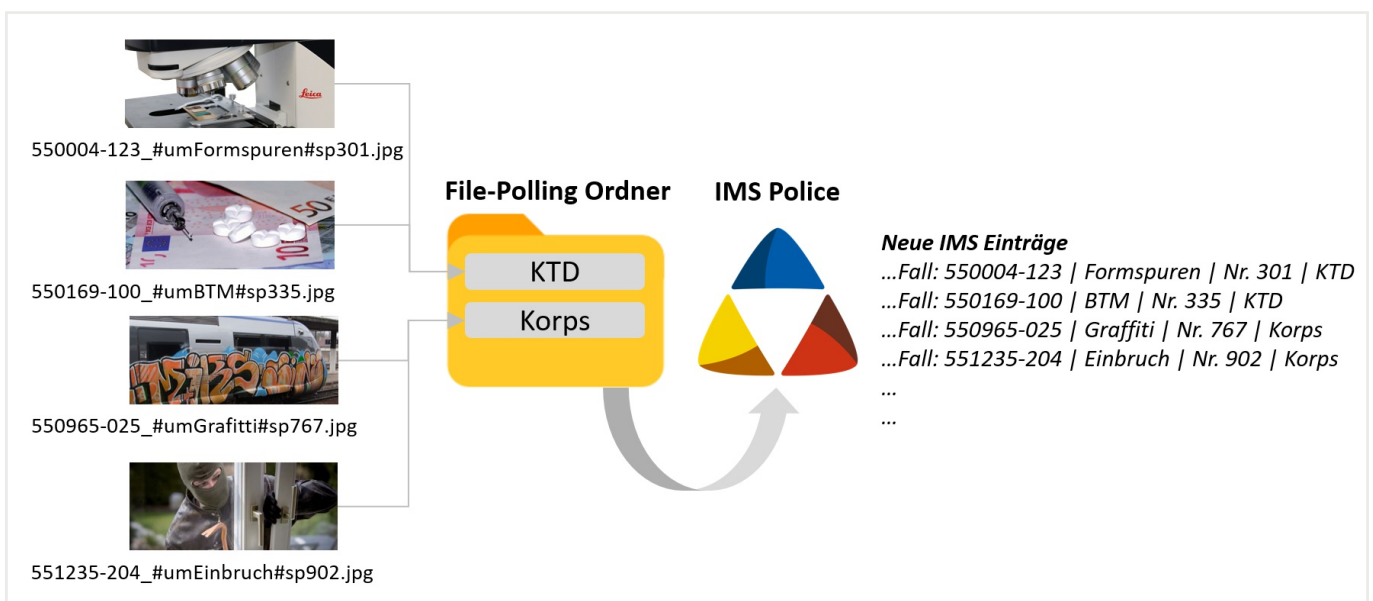 Leica
550004-123_#umFormspuren#sp301.jpg
50
10
10
550169-100_#umBTM#sp335.jpg
550965-025_#umGrafitti#sp767.jpg
551235-204_#umEinbruch#sp902.jpg
File-Polling Ordner
KTD
Korps
IMS Police
Neue IMS Einträge
...Fall: 550004-123 | Formspuren | Nr. 301 | KTD
...Fall: 550169-100 | BTM | Nr. 335 | KTD
...Fall: 550965-025 | Graffiti | Nr. 767 | Korps
...Fall: 551235-204 | Einbruch | Nr. 902 | Korps
...
...